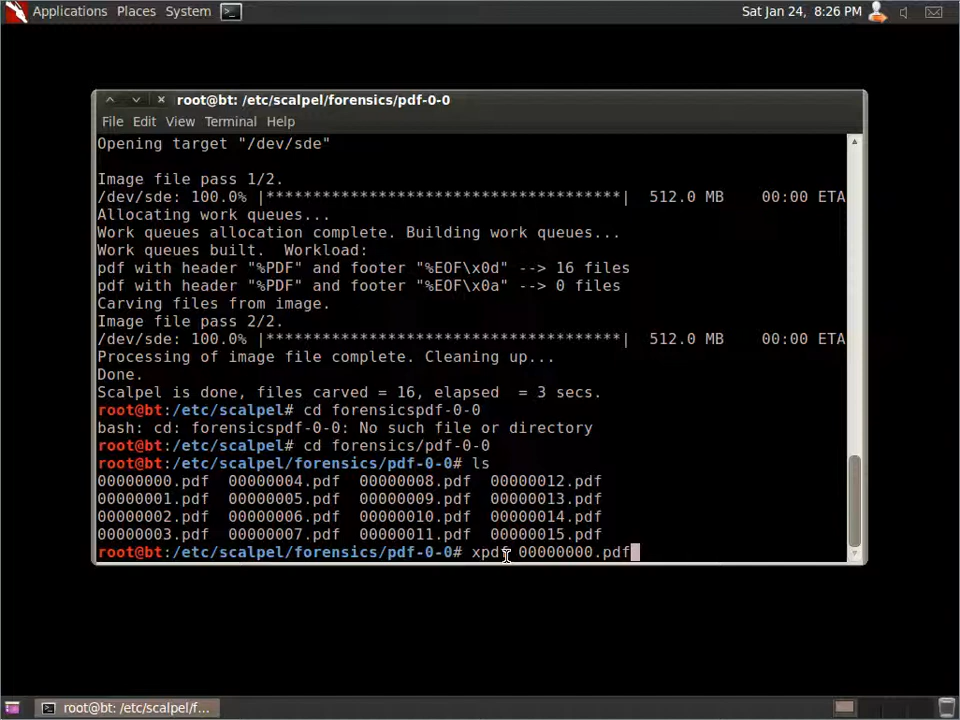 Applications Places System Sat Jan 24, 8:26 PM
root@bt: /etc/scalpel/forensics/pdf-0-0
File Edit View Terminal Help
Opening target "/dev/sde"
Image file pass 1/2.
/dev/sde: 100.0% |**************************************| 512.0 MB 00:00 ETA
Allocating work queues...
Work queues allocation complete. Building work queues...
Work queues built. Workload:
pdf with header "%PDF" and footer "%EOF\x0d" --> 16 files
pdf with header "%PDF" and footer "%EOF\x0a" --> 0 files
Carving files from image.
Image file pass 2/2.
/dev/sde: 100.0% |**************************************| 512.0 MB 00:00 ETA
Processing of image file complete. Cleaning up...
Done.
Scalpel is done, files carved = 16, elapsed = 3 secs.
root@bt:/etc/scalpel# cd forensicspdf-0-0
bash: cd: forensicspdf-0-0: No such file or directory
root@bt:/etc/scalpel# cd forensics/pdf-0-0
root@bt:/etc/scalpel/forensics/pdf-0-0# ls
00000000.pdf 00000004.pdf 00000008.pdf 00000012.pdf
00000001.pdf 00000005.pdf 00000009.pdf 00000013.pdf
00000002.pdf 00000006.pdf 00000010.pdf 00000014.pdf
00000003.pdf 00000007.pdf 00000011.pdf 00000015.pdf
root@bt:/etc/scalpel/forensics/pdf-0-0# xpdf 00000000.pdf
root@bt: /etc/scalpel/f...